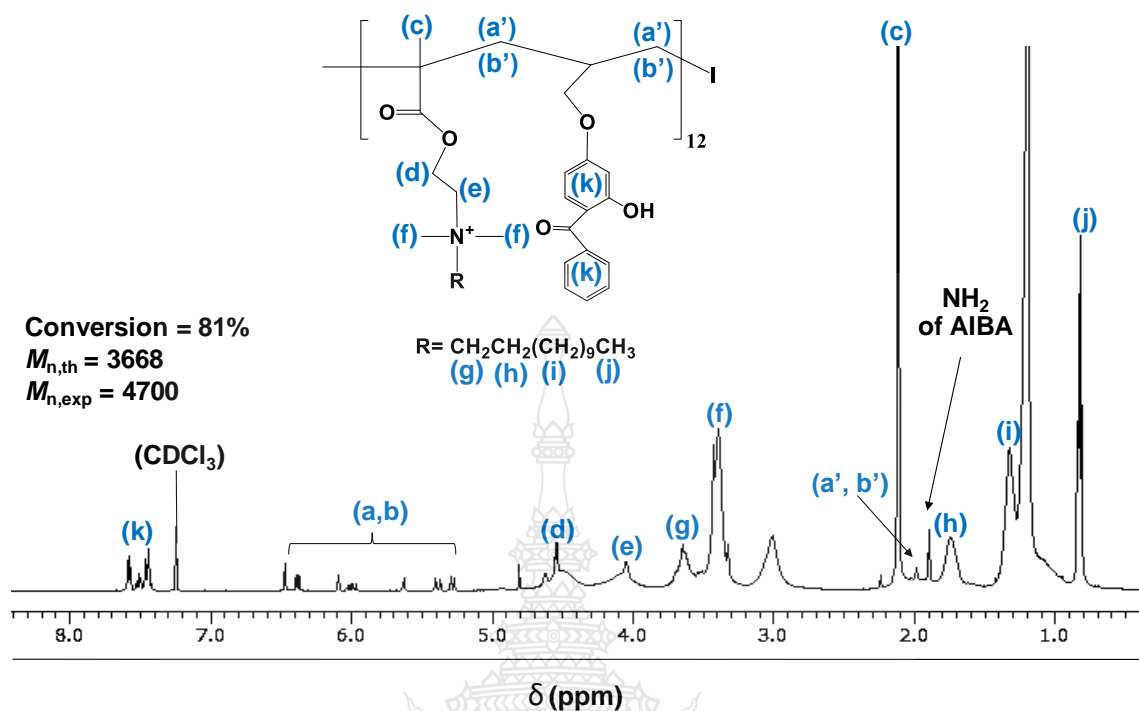 (c)
(a’)
(a’)
(c)
(b’)
(b’)
I
O
O
O
12
(d)
(e)
(k)
OH
(j)
(f)
N+
(f)
O
R
(k)
NH2
of AIBA
Conversion = 81%
Mn,th = 3668
Mn,exp = 4700
R= CH2CH2(CH2)9CH3
(g)
(h)
(i)
(j)
(f)
(i)
(CDCl3)
(a’, b’)
(k)
(a,b)
(d)
(g)
(h)
(e)
8.0 7.0 6.0 5.0 4.0 3.0 2.0 1.0
δ (ppm)